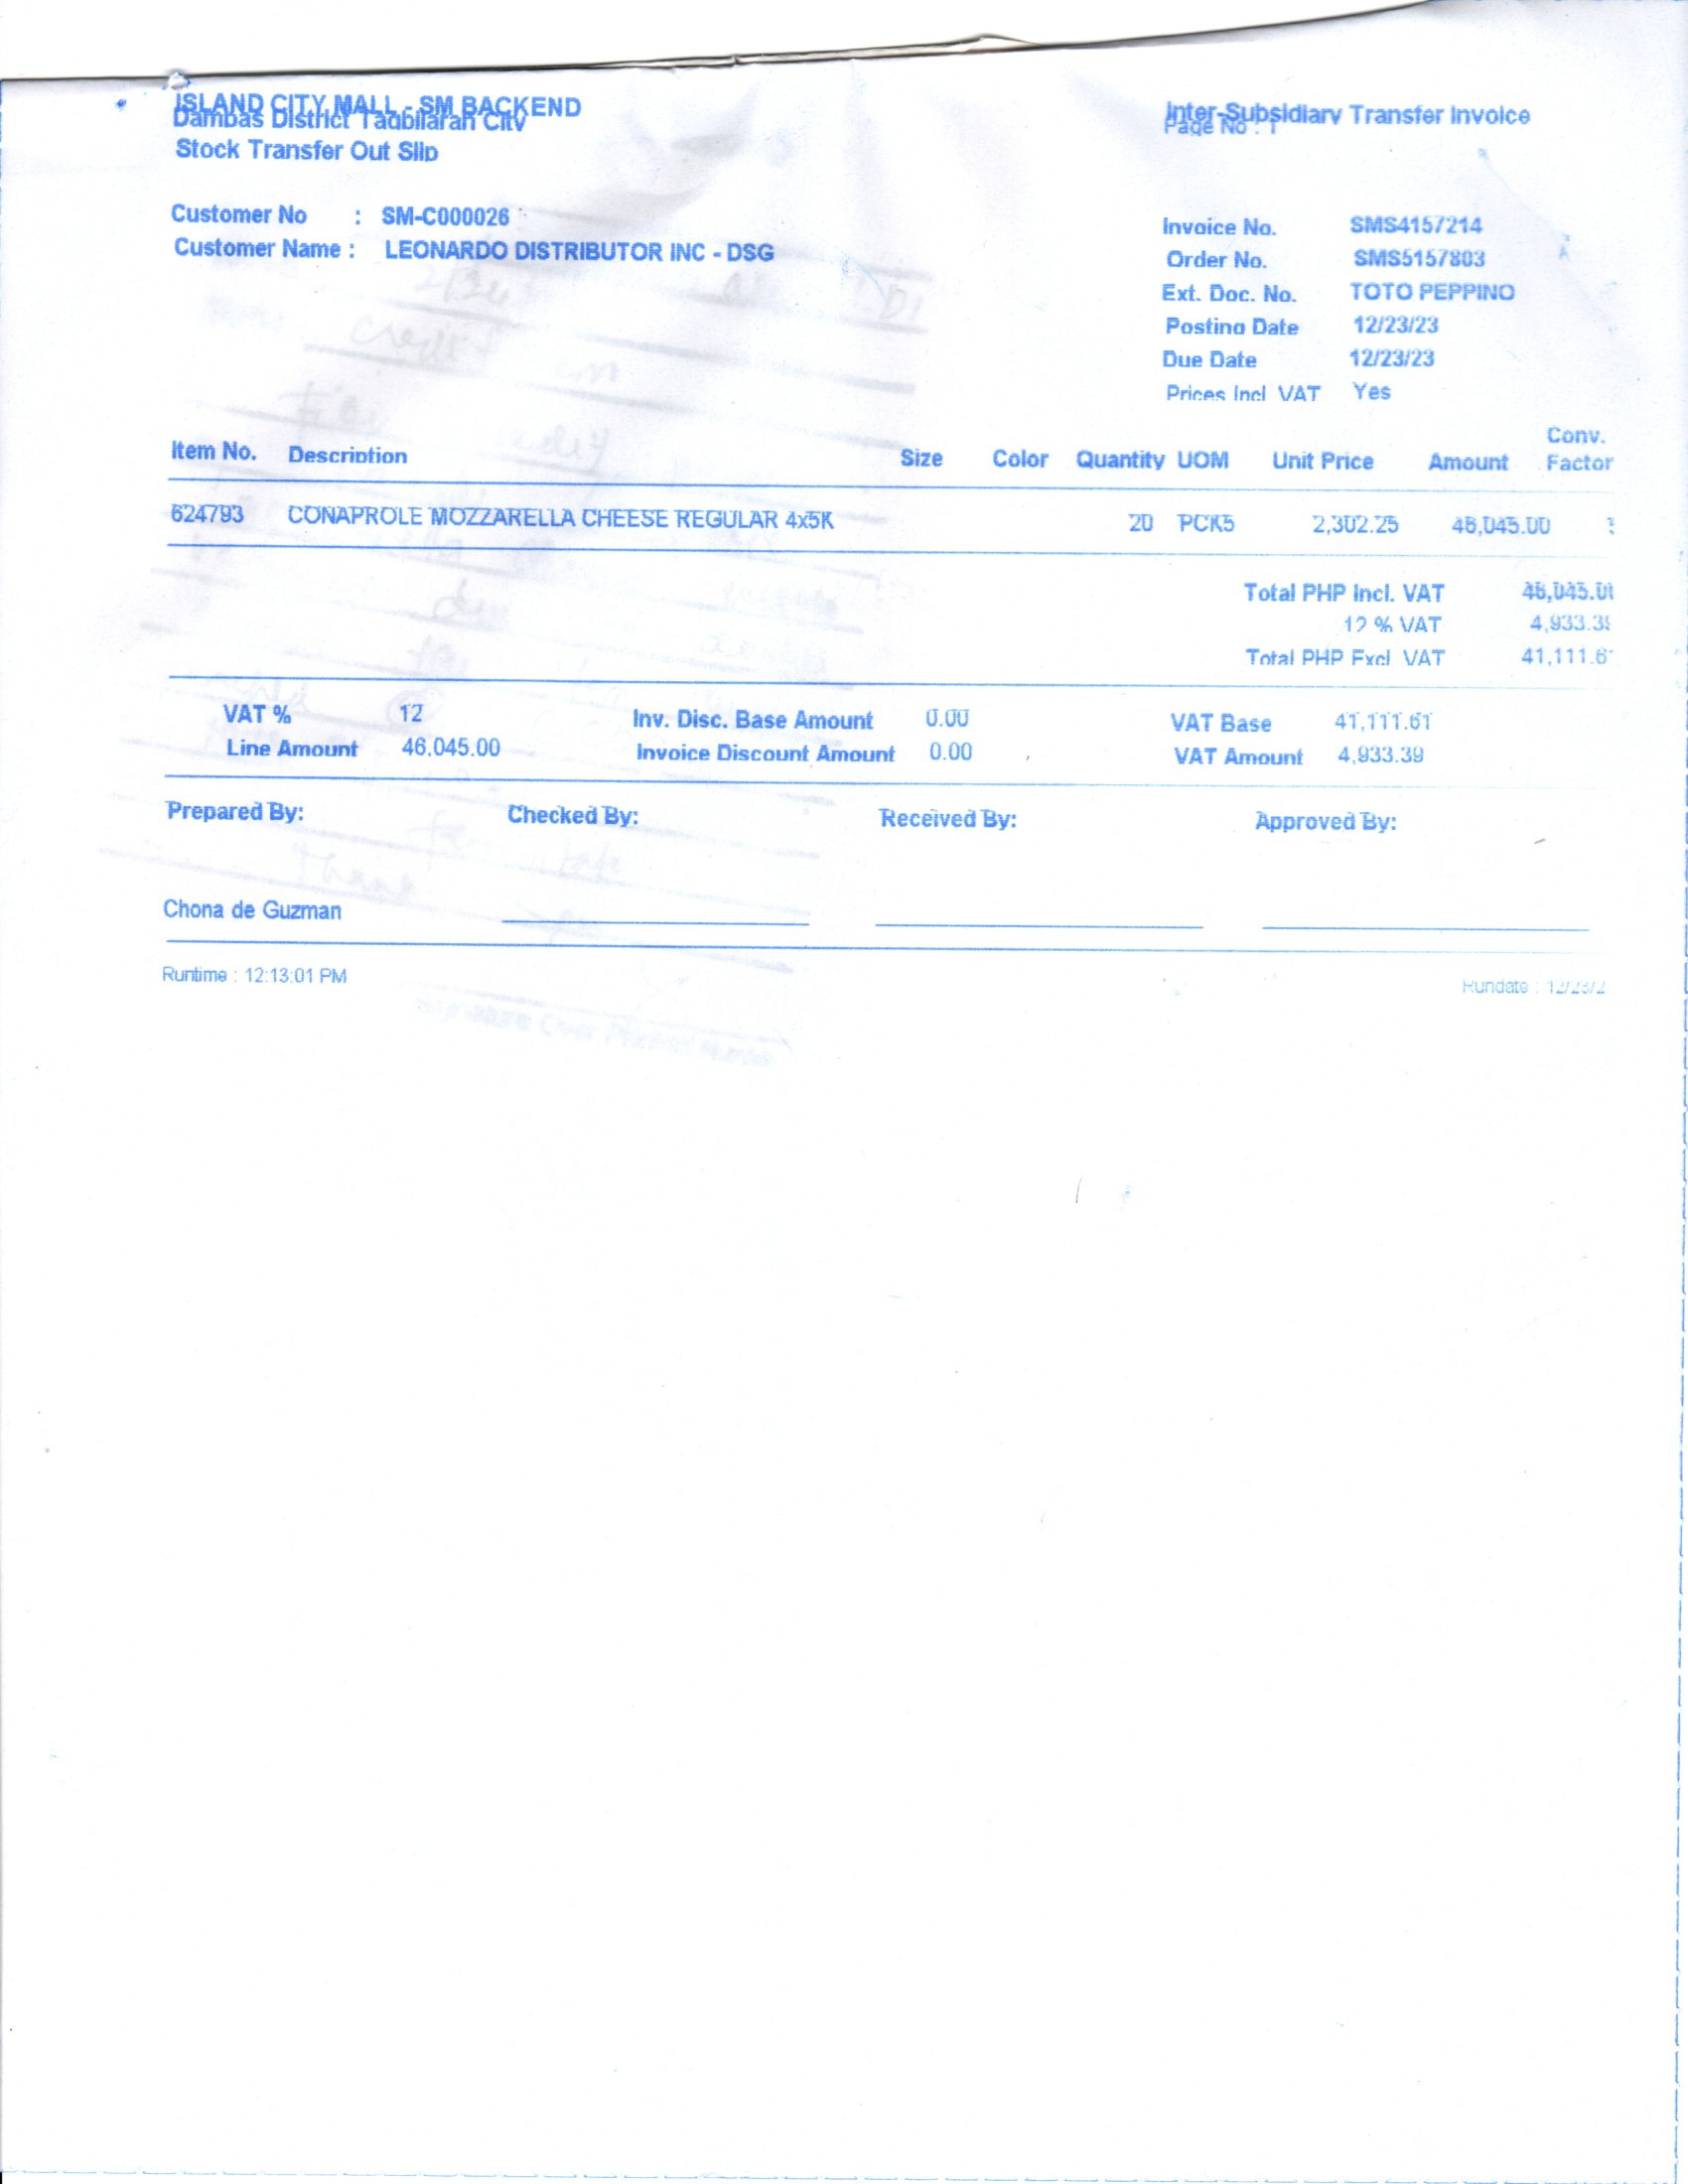 ISLAND CITY MALL - SM BACKEND
Dampas District Tagbilaran City
Stock Transfer Out Slip
Inter-Subsidiary Transfer Invoice
Page No : 1
Customer No : SM-C000026
Customer Name : LEONARDO DISTRIBUTOR INC - DSG
Invoice No. SMS4157214
Order No. SMS5157803
Ext. Doc. No. TOTO PEPPINO
Posting Date 12/23/23
Due Date 12/23/23
Prices Incl VAT Yes
Item No. Description Size Color Quantity UOM Unit Price Amount Conv. Factor
624793 CONAPROLE MOZZARELLA CHEESE REGULAR 4x5K 20 PCK5 2,302.25 46,045.00
Total PHP Incl. VAT 46,045.0
12 % VAT 4,933.3
Total PHP Excl VAT 41,111.6
VAT % 12 Inv. Disc. Base Amount 0.00 VAT Base 41,111.61
Line Amount 46,045.00 Invoice Discount Amount 0.00 VAT Amount 4,933.39
Prepared By: Checked By: Received By: Approved By:
Chona de Guzman
Runtime : 12:13:01 PM
Rundate : 12/23/2